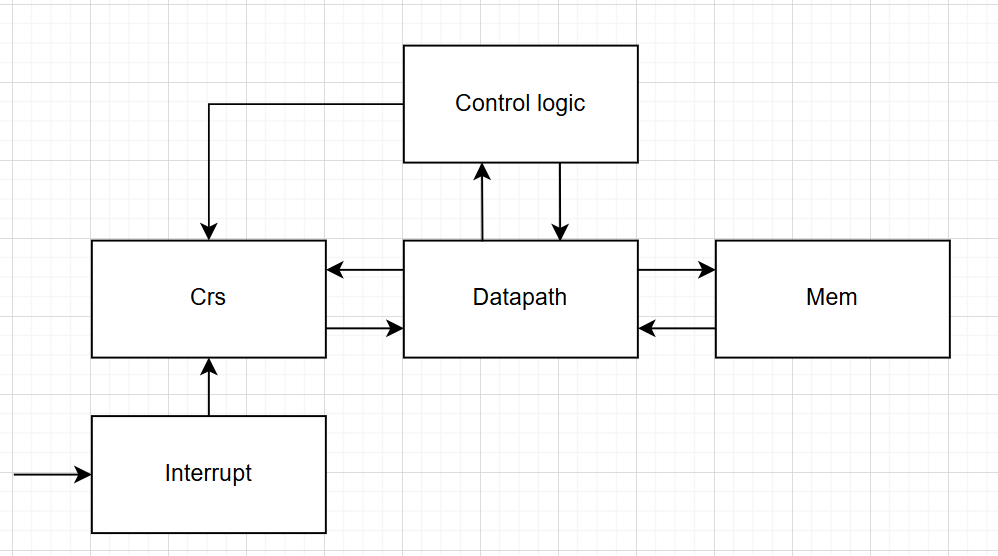 Control logic
Crs
Datapath
Mem
Interrupt